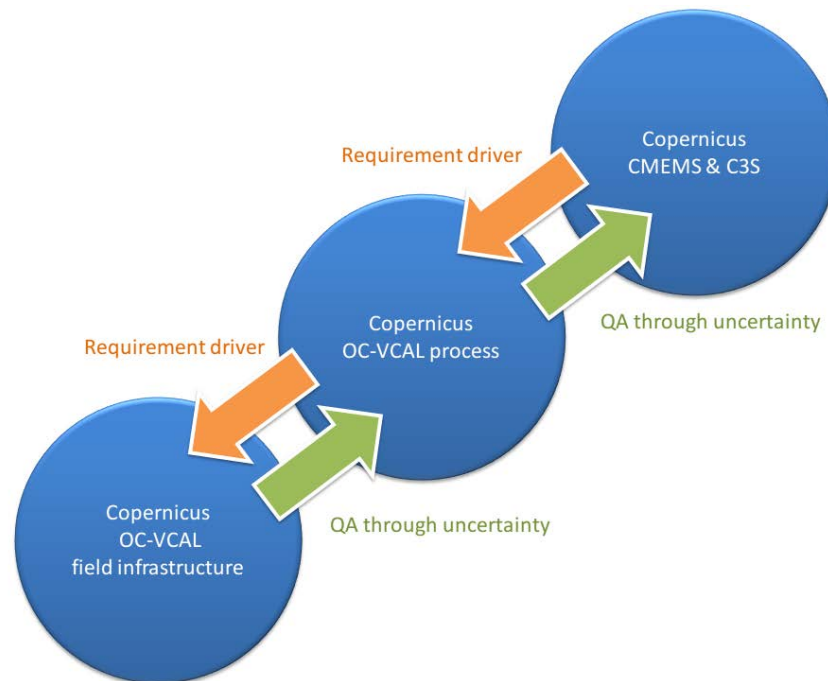 Copernicus
CMEMS & C3S
Requirement driver
QA through uncertainty
Copernicus
OC-VCAL process
Requirement driver
QA through uncertainty
Copernicus
OC-VCAL
field infrastructure